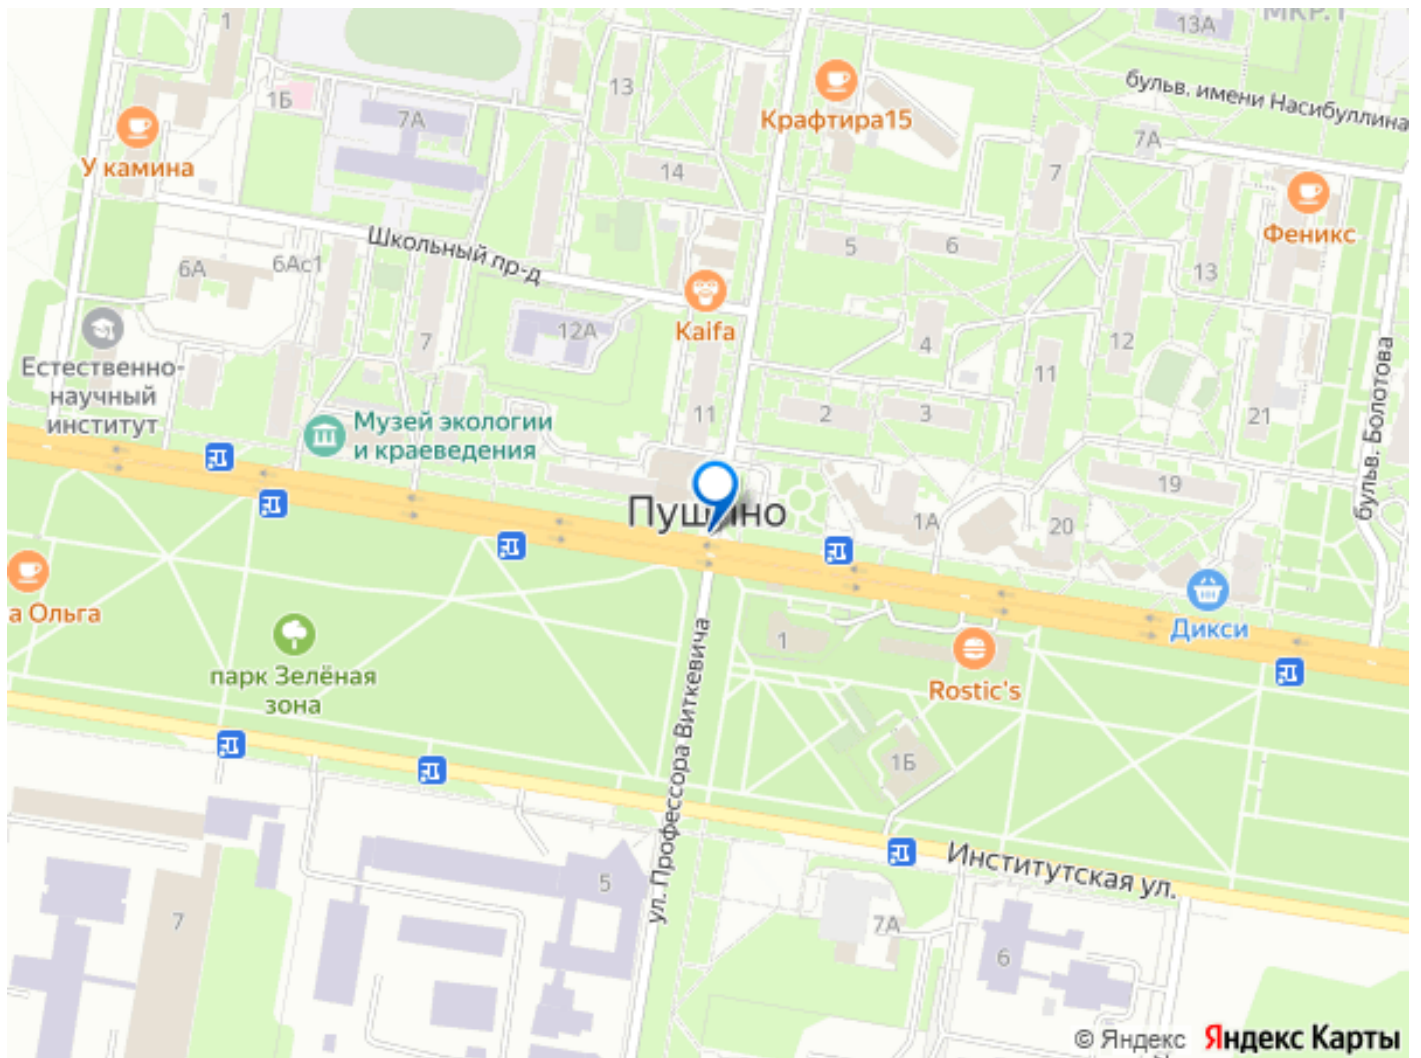 1
13А
МКР. 1
13
1Б
7А
Крафтира15
бульв. имени Насибуллина
7А
У камина
14
7
Феникс
Школьный пр-д
5
6
6А
6Ас1
13
Kaifa
12А
7
4
12
Естественно-
научный
институт
11
бульв. Болотова
Музей экологии
и краеведения
11
2
3
21
19
Пущино
1А
20
а Ольга
Дикси
1
парк Зелёная
зона
Rostic's
ул. Профессора Виткевича
1Б
Институтская ул.
5
7
7А
6
© Яндекс Яндекс Карты